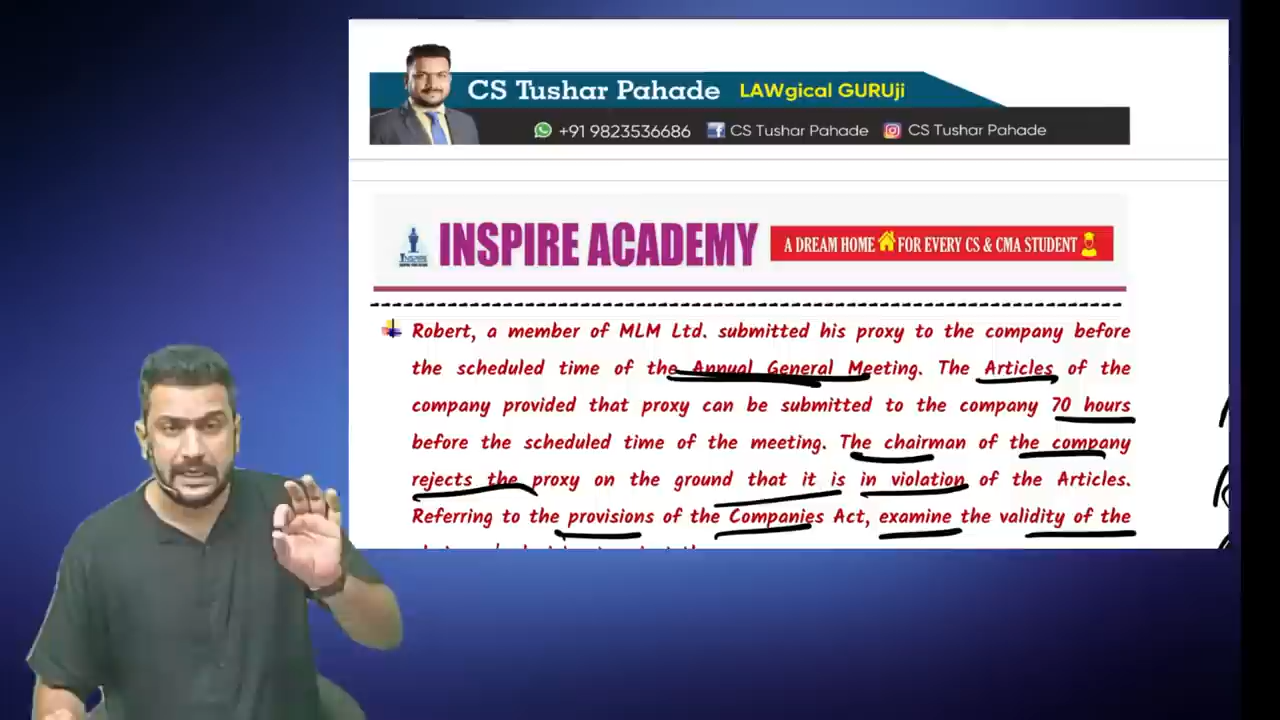 CS Tushar Pahade LAWgical GURUji
+91 9823536686 CS Tushar Pahade CS Tushar Pahade
INSPIRE ACADEMY A DREAM HOME FOR EVERY CS & CMA STUDENT
Robert, a member of MLM Ltd. submitted his proxy to the company before
the scheduled time of the Annual General Meeting. The Articles of the
company provided that proxy can be submitted to the company 70 hours
before the scheduled time of the meeting. The chairman of the company
rejects the proxy on the ground that it is in violation of the Articles.
Referring to the provisions of the Companies Act, examine the validity of the